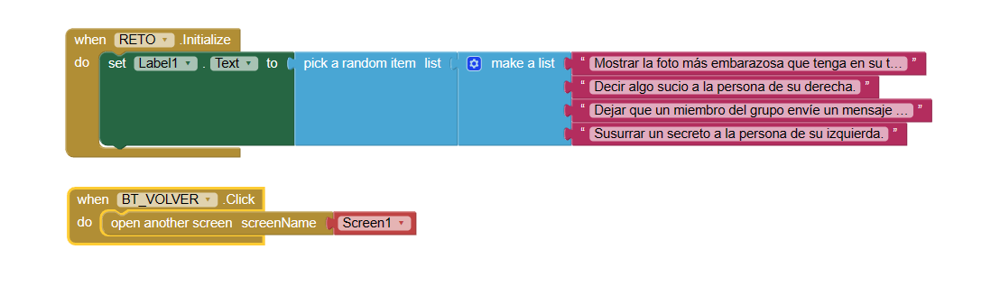 when RETO .Initialize
do set Label1 . Text to pick a random item list make a list " Mostrar la foto más embarazosa que tenga en su t... "
" Decir algo sucio a la persona de su derecha. "
" Dejar que un miembro del grupo envíe un mensaje ... "
" Susurrar un secreto a la persona de su izquierda. "
when BT_VOLVER .Click
do open another screen screenName Screen1